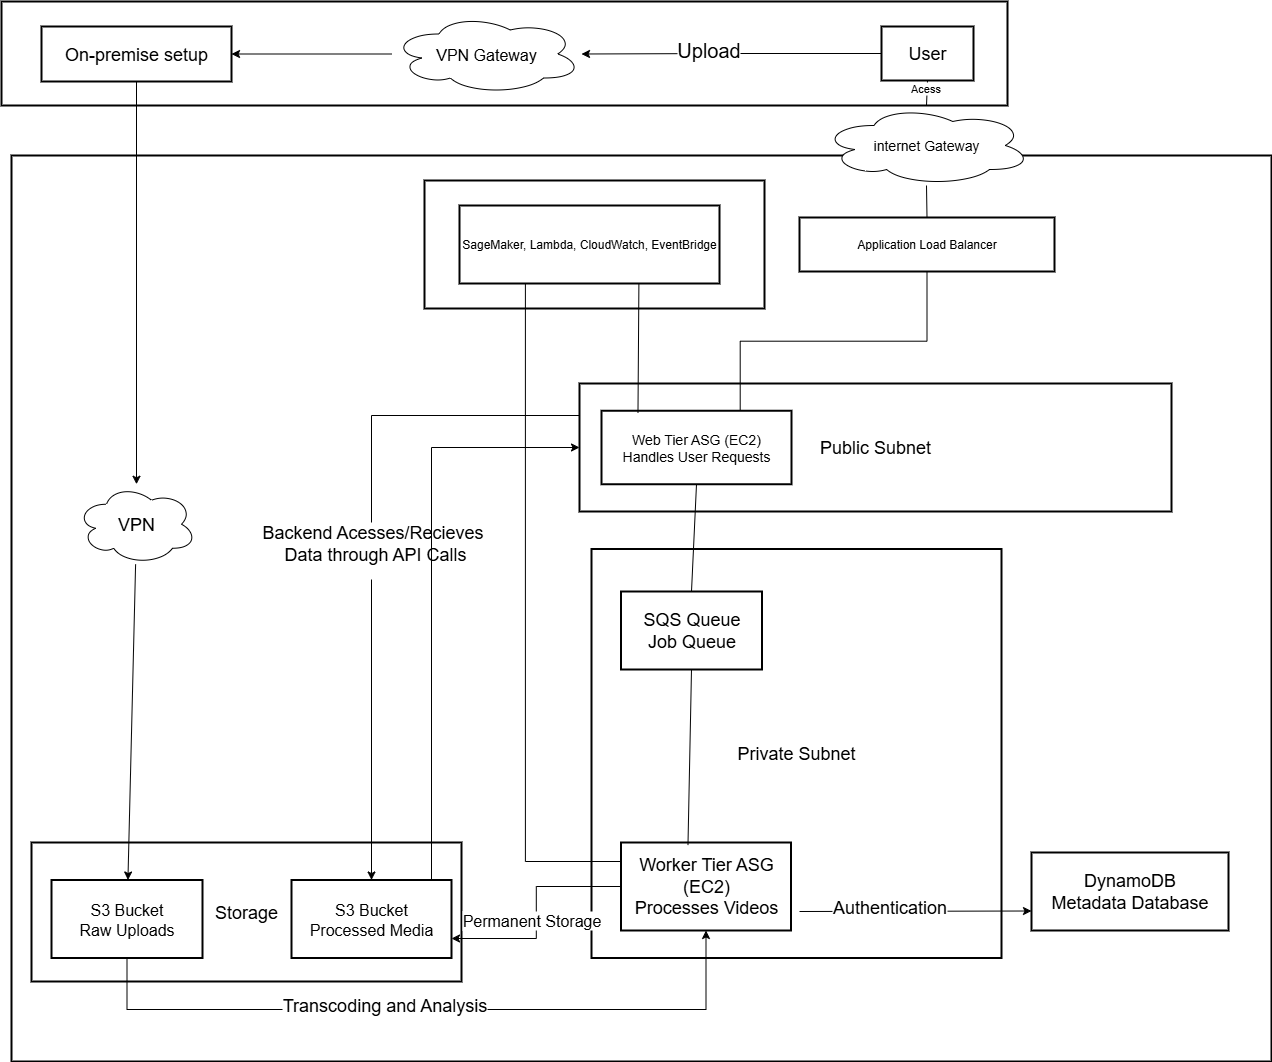 On-premise setup
VPN Gateway
Upload
User
Acess
internet Gateway
SageMaker, Lambda, CloudWatch, EventBridge
Application Load Balancer
Web Tier ASG (EC2)
Handles User Requests
Public Subnet
VPN
Backend Acesses/Recieves
Data through API Calls
SQS Queue
Job Queue
Private Subnet
Worker Tier ASG
(EC2)
Processes Videos
Authentication
DynamoDB
Metadata Database
S3 Bucket
Raw Uploads
Storage
S3 Bucket
Processed Media
Permanent Storage
Transcoding and Analysis